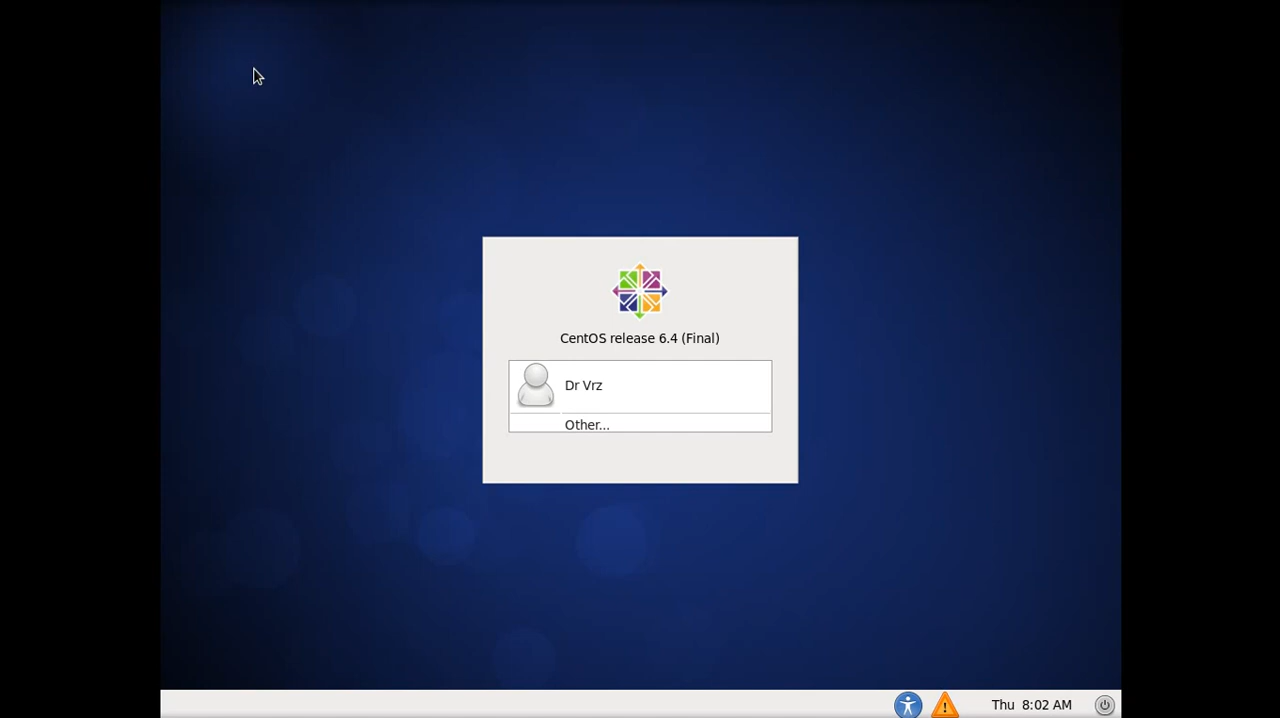 CentOS release 6.4 (Final)
Dr Vrz
Other...
Thu 8:02 AM